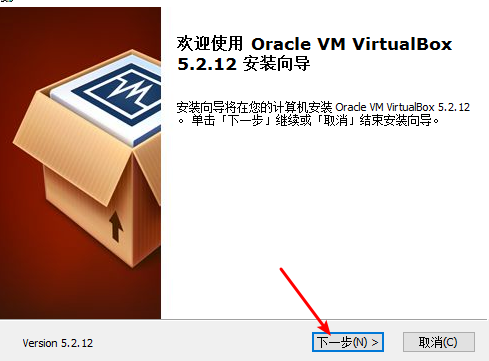 欢迎使用 Oracle VM VirtualBox
5.2.12 安装向导
安装向导将在您的计算机安装 Oracle VM VirtualBox 5.2.12
。 单击「下一步」继续或「取消」结束安装向导。
Version 5.2.12
下一步(N) >
取消(C)